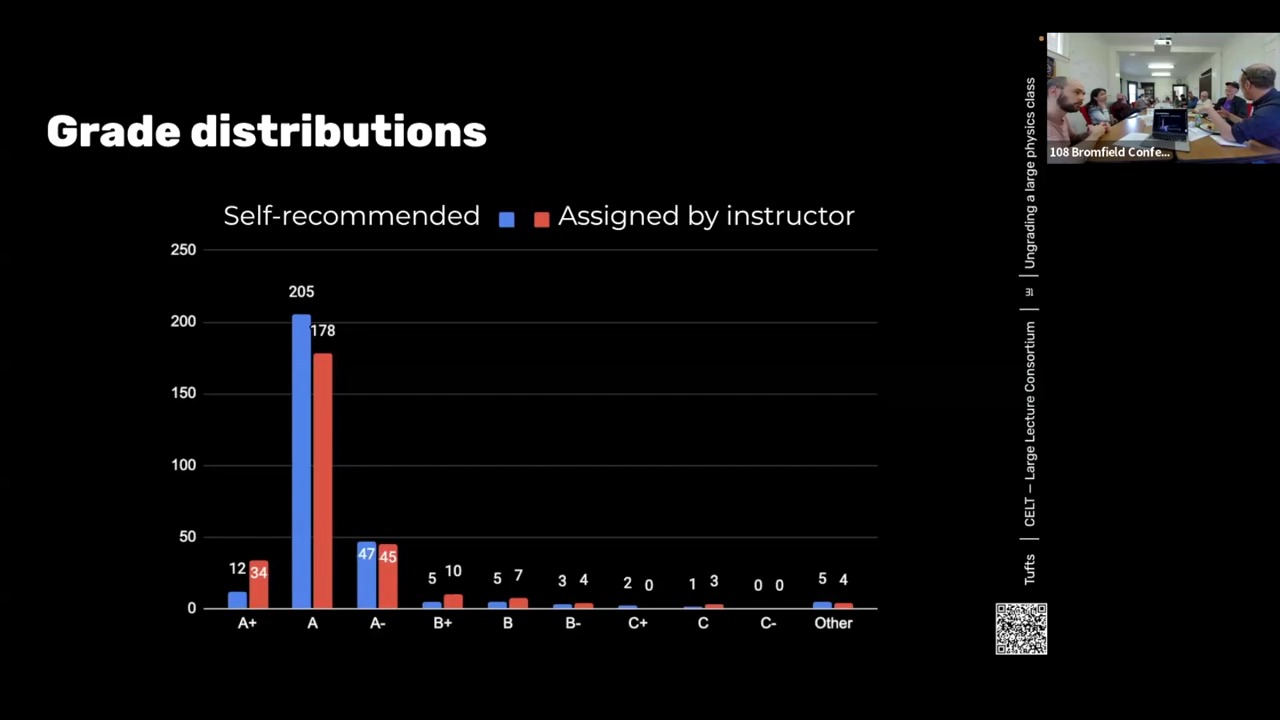 Grade distributions
Self-recommended
Assigned by instructor
250
200
150
100
50
0
205
178
12
34
47
45
5
10
5
7
3
4
2
0
1
3
0
0
5
4
A+
A
A-
B+
B
B-
C+
C
C-
Other
Tufts | CELT – Large Lecture Consortium | 31 | Ungrading a large physics class
108 Bromfield Confe...